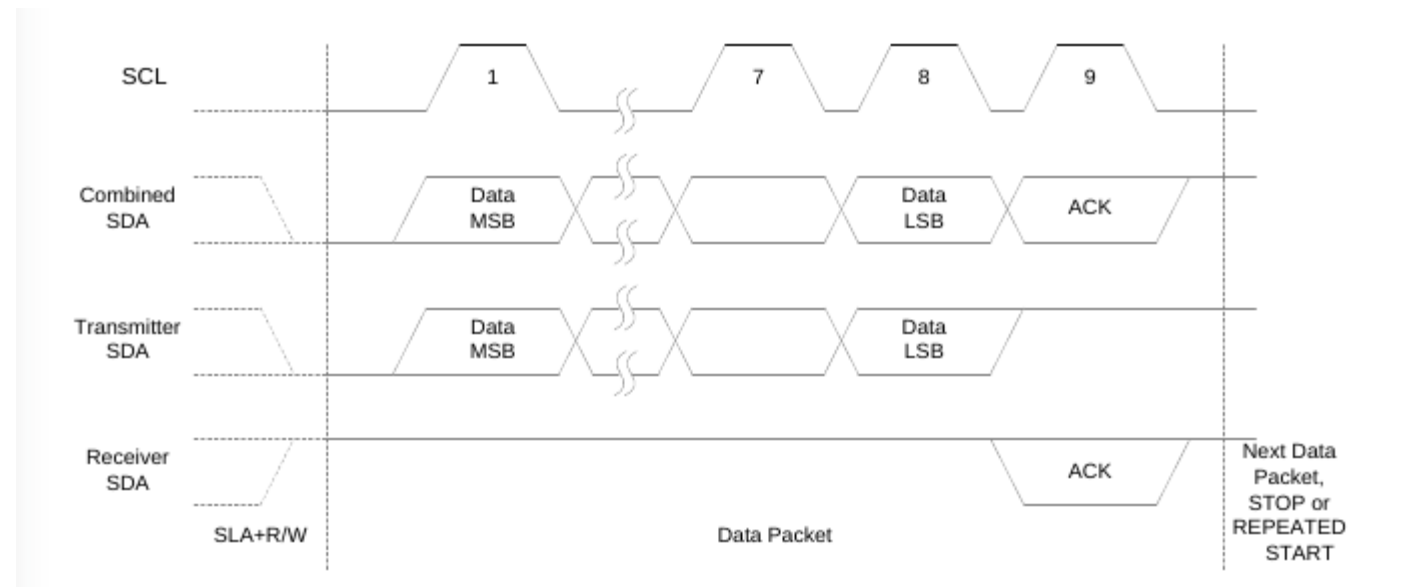 SCL
1
7
8
9
Combined
SDA
Data
MSB
Data
LSB
ACK
Transmitter
SDA
Data
MSB
Data
LSB
Receiver
SDA
ACK
SLA+R/W
Data Packet
Next Data
Packet,
STOP or
REPEATED
START